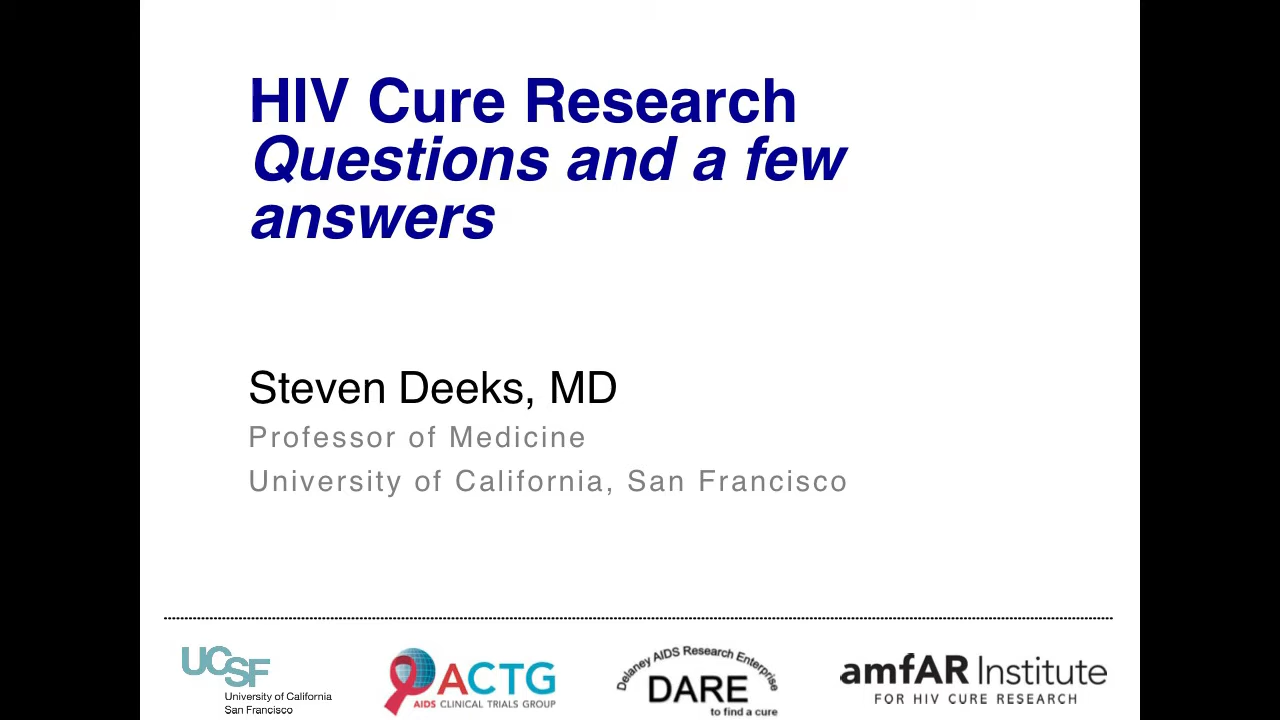 HIV Cure Research
Questions and a few
answers
Steven Deeks, MD
Professor of Medicine
University of California, San Francisco
UCSF
University of California
San Francisco
ACTG
AIDS CLINICAL TRIALS GROUP
Delaney AIDS Research Enterprise
DARE
to find a cure
amfAR Institute
FOR HIV CURE RESEARCH